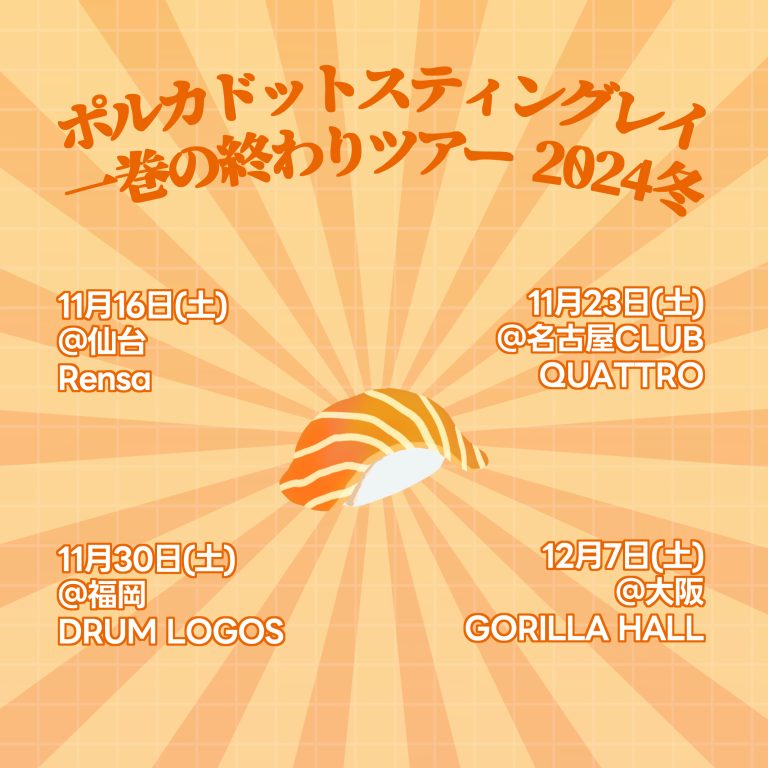 ポルカドットスティングレイ
一巻の終わりツアー 2024冬
11月16日(土)
@仙台
Rensa
11月23日(土)
@名古屋CLUB
QUATTRO
11月30日(土)
@福岡
DRUM LOGOS
12月7日(土)
@大阪
GORILLA HALL